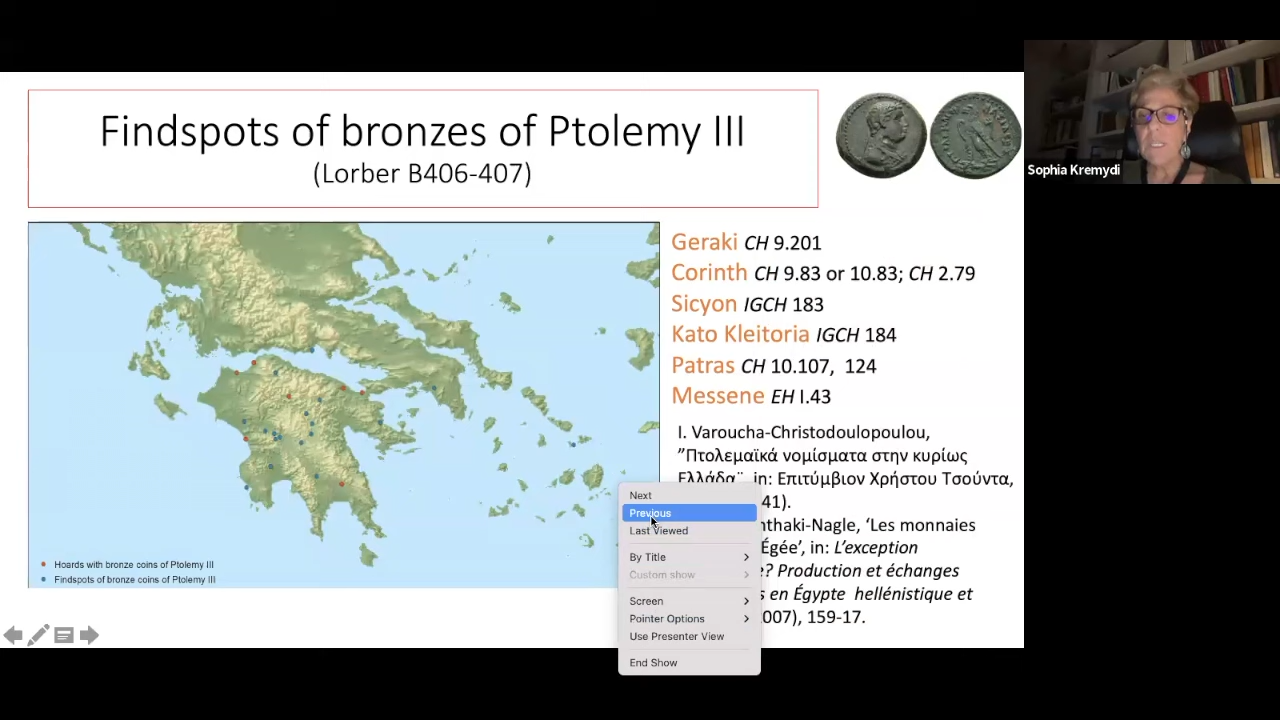 Findspots of bronzes of Ptolemy III
(Lorber B406-407)
Sophia Kremydi
Geraki CH 9.201
Corinth CH 9.83 or 10.83; CH 2.79
Sicyon IGCH 183
Kato Kleitoria IGCH 184
Patras CH 10.107, 124
Messene EH I.43
I. Varoucha-Christodoulopoulou,
”Πτολεμαϊκά νομίσματα στην κυρίως
Ελλάδα¨, in: Επιτύμβιον Χρήστου Τσούντα,
41).
nthaki-Nagle, ‘Les monnaies
Égée’, in: L’exception
e? Production et échanges
s en Égypte hellénistique et
007), 159-17.
Hoards with bronze coins of Ptolemy III
Findspots of bronze coins of Ptolemy III
Next
Previous
Last Viewed
By Title
Custom show
Screen
Pointer Options
Use Presenter View
End Show